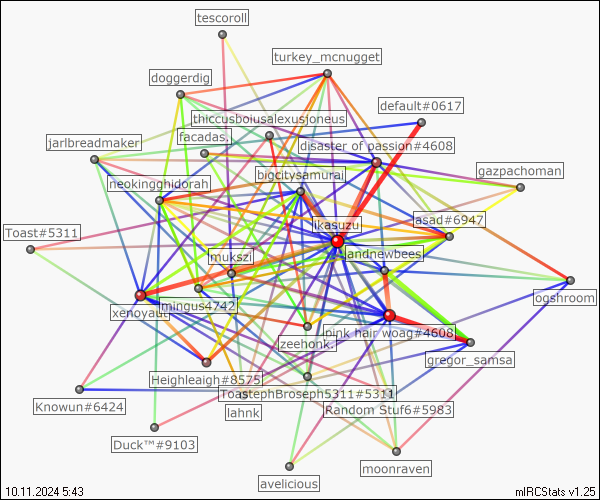 tescoroll
turkey_mcnugget
doggerdig
default#0617
thiccusboiusalexusjoneus
facadas.
disaster of passion#4608
jarlbreadmaker
gazpachoman
bigcitysamurai
neokingghidorah
asad#6947
jikasuzu
Toast#5311
mukszi
andnewbees
ogshroom
xenoyaut
mingus4742
pink hair woag#4608
zeehonk.
gregor_samsa
Heighleaigh#8575
ToastephBroseph5311#5311
Knowun#6424
lahnk
Random Stuf6#5983
Duck™#9103
moonraven
avelicious
10.11.2024 5:43
mIRCStats v1.25